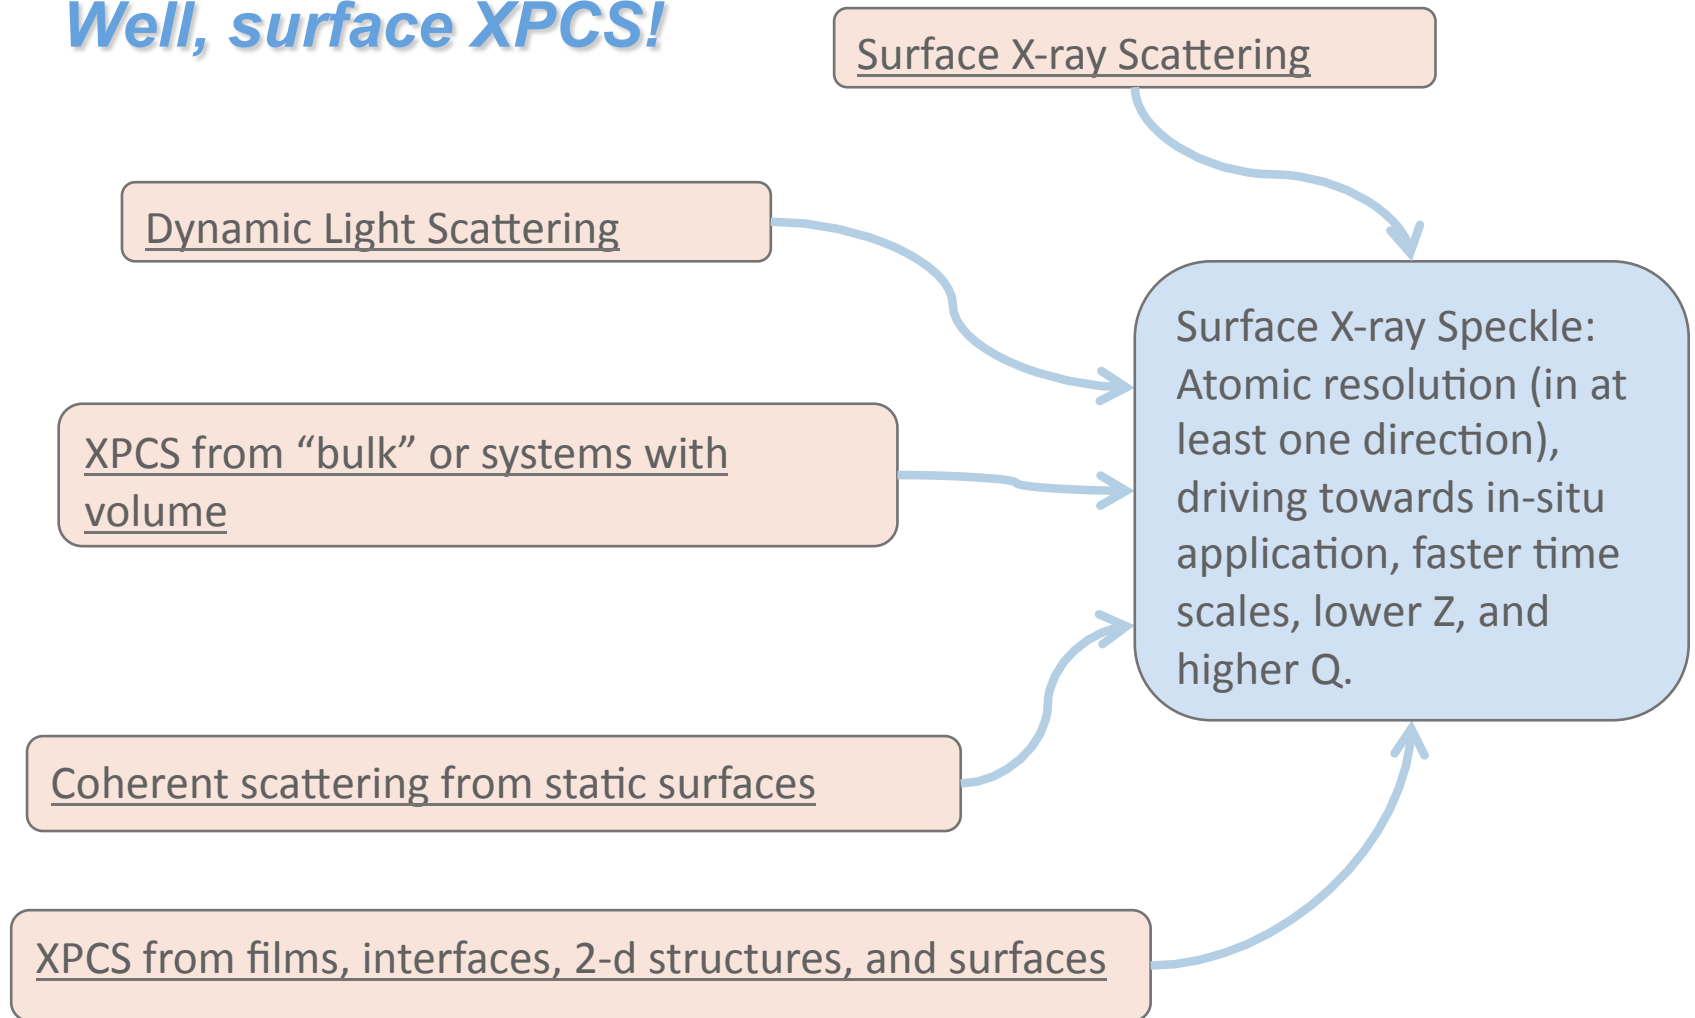 Well, surface XPCS!
Surface X-ray Scattering
Dynamic Light Scattering
XPCS from “bulk” or systems with
volume
Coherent scattering from static surfaces
XPCS from films, interfaces, 2-d structures, and surfaces
Surface X-ray Speckle:
Atomic resolution (in at
least one direction),
driving towards in-situ
application, faster time
scales, lower Z, and
higher Q.